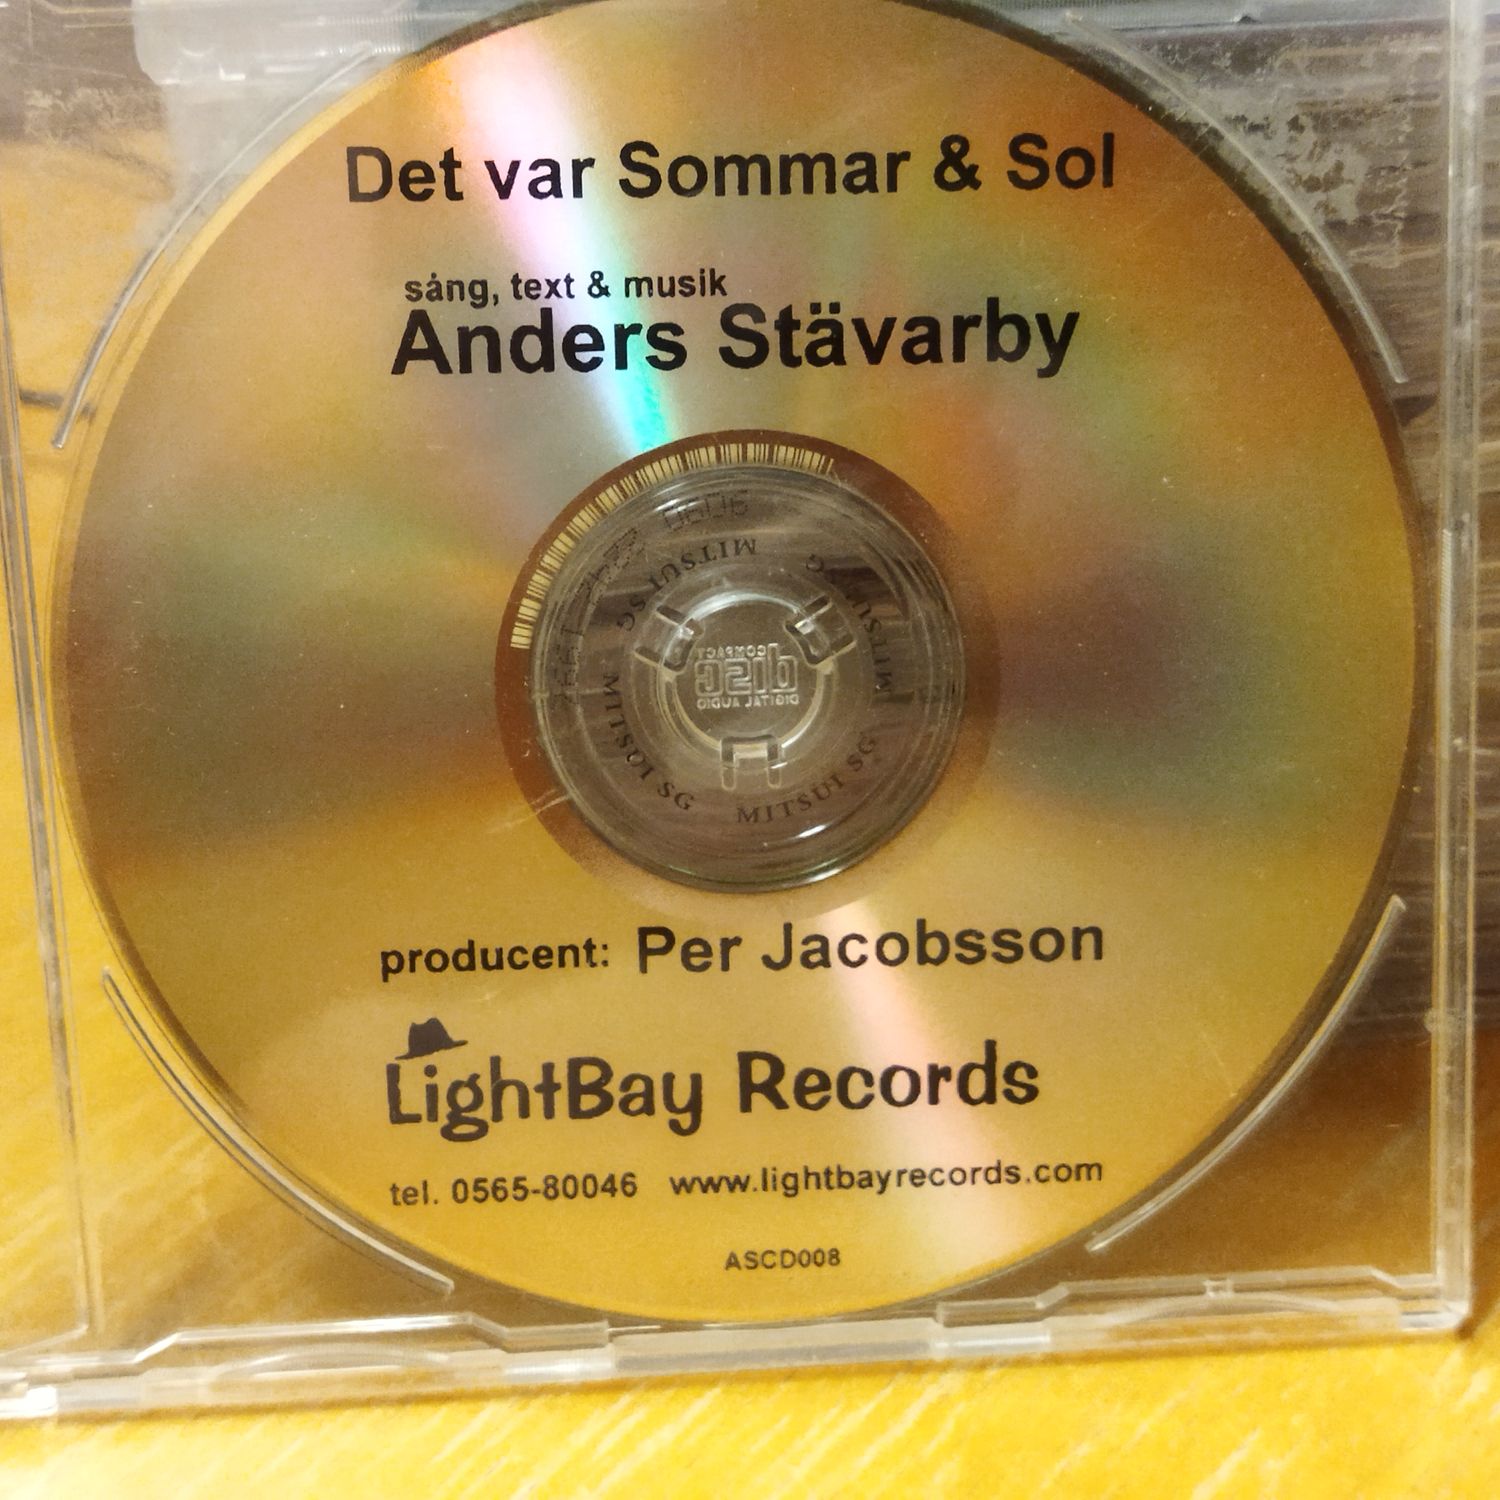 Det var Sommar & Sol
sång, text & musik
Anders Stävarby
MITSUI SG
MITSUI SG
MITSUI SG
MITSUI SG
COMPACT
disc
DIGITAL AUDIO
producent: Per Jacobsson
LightBay Records
tel. 0565-80046 www.lightbayrecords.com
ASCD008